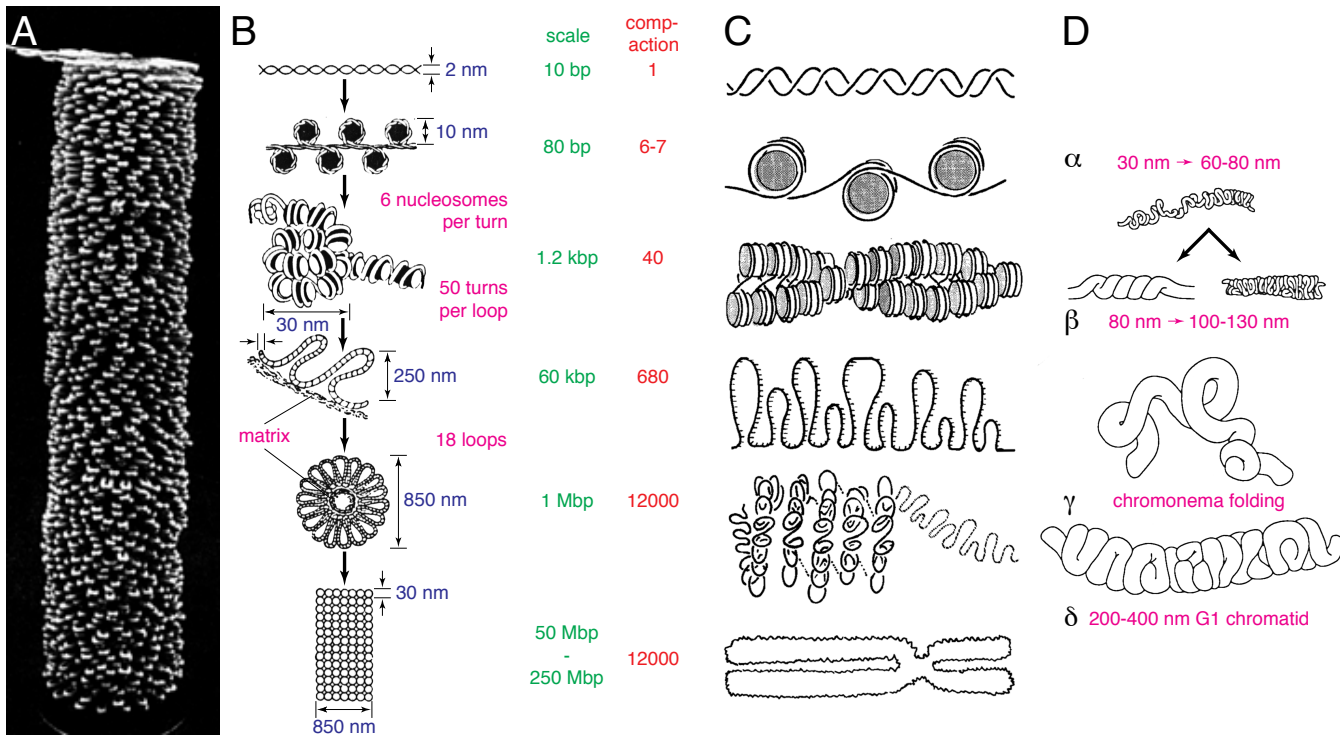 A
B
scale
comp-
action
2 nm
10 bp
1
10 nm
80 bp
6-7
6 nucleosomes
per turn
1.2 kbp
40
50 turns
per loop
30 nm
250 nm
60 kbp
680
matrix
18 loops
850 nm
1 Mbp
12000
30 nm
50 Mbp
-
250 Mbp
12000
850 nm
C
D
α
30 nm → 60-80 nm
β
80 nm → 100-130 nm
chromonema folding
γ
δ
200-400 nm G1 chromatid